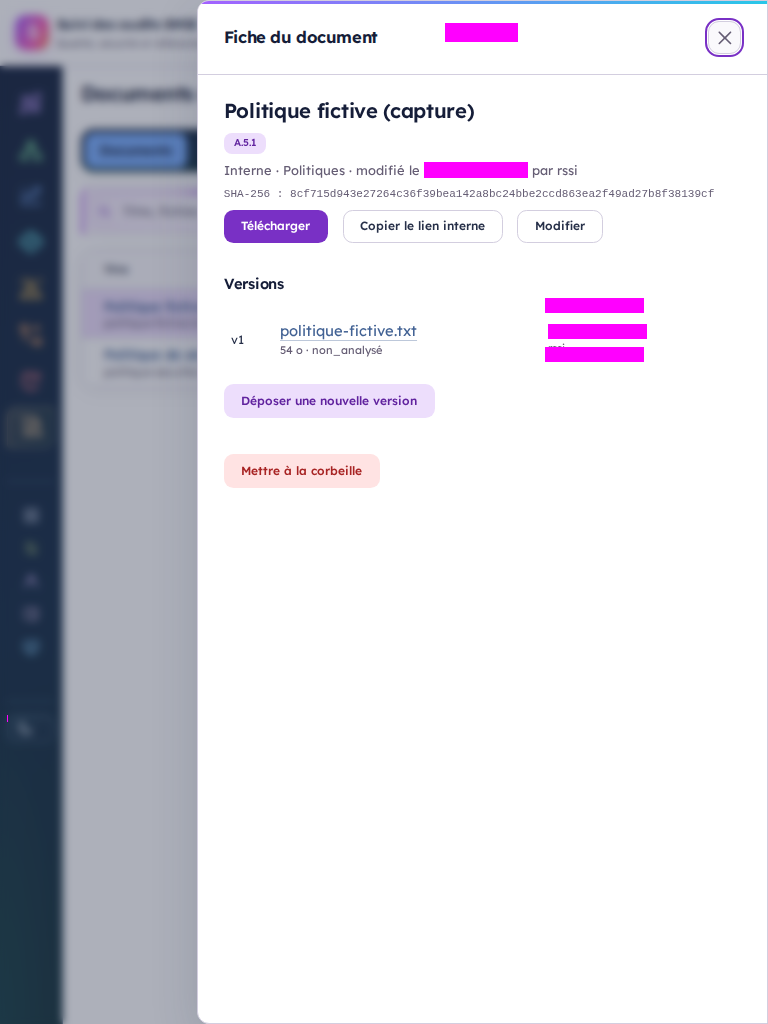 Fiche du document
Politique fictive (capture)
A.5.1
Interne · Politiques · modifié le par rssi
SHA-256 : 8cf715d943e27264c36f39bea142a8bc24bbe2ccd863ea2f49ad27b8f38139cf
Télécharger
Copier le lien interne
Modifier
Versions
v1
politique-fictive.txt
54 o · non_analysé
Déposer une nouvelle version
Mettre à la corbeille
Documents